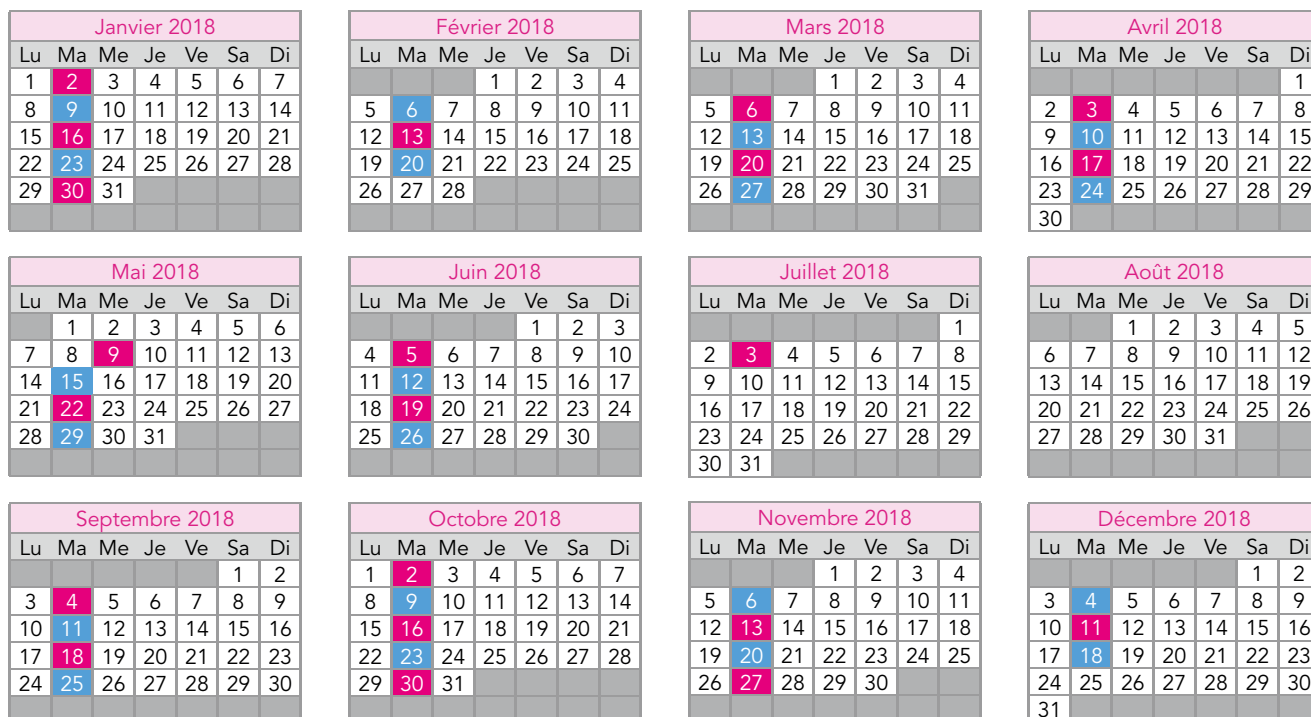 Janvier 2018
Lu Ma Me Je Ve Sa Di
1 2 3 4 5 6 7
8 9 10 11 12 13 14
15 16 17 18 19 20 21
22 23 24 25 26 27 28
29 30 31
Février 2018
Lu Ma Me Je Ve Sa Di
1 2 3 4
5 6 7 8 9 10 11
12 13 14 15 16 17 18
19 20 21 22 23 24 25
26 27 28
Mars 2018
Lu Ma Me Je Ve Sa Di
1 2 3 4
5 6 7 8 9 10 11
12 13 14 15 16 17 18
19 20 21 22 23 24 25
26 27 28 29 30 31
Avril 2018
Lu Ma Me Je Ve Sa Di
1
2 3 4 5 6 7 8
9 10 11 12 13 14 15
16 17 18 19 20 21 22
23 24 25 26 27 28 29
30
Mai 2018
Lu Ma Me Je Ve Sa Di
1 2 3 4 5 6
7 8 9 10 11 12 13
14 15 16 17 18 19 20
21 22 23 24 25 26 27
28 29 30 31
Juin 2018
Lu Ma Me Je Ve Sa Di
1 2 3
4 5 6 7 8 9 10
11 12 13 14 15 16 17
18 19 20 21 22 23 24
25 26 27 28 29 30
Juillet 2018
Lu Ma Me Je Ve Sa Di
1
2 3 4 5 6 7 8
9 10 11 12 13 14 15
16 17 18 19 20 21 22
23 24 25 26 27 28 29
30 31
Août 2018
Lu Ma Me Je Ve Sa Di
1 2 3 4 5
6 7 8 9 10 11 12
13 14 15 16 17 18 19
20 21 22 23 24 25 26
27 28 29 30 31
Septembre 2018
Lu Ma Me Je Ve Sa Di
1 2
3 4 5 6 7 8 9
10 11 12 13 14 15 16
17 18 19 20 21 22 23
24 25 26 27 28 29 30
Octobre 2018
Lu Ma Me Je Ve Sa Di
1 2 3 4 5 6 7
8 9 10 11 12 13 14
15 16 17 18 19 20 21
22 23 24 25 26 27 28
29 30 31
Novembre 2018
Lu Ma Me Je Ve Sa Di
1 2 3 4
5 6 7 8 9 10 11
12 13 14 15 16 17 18
19 20 21 22 23 24 25
26 27 28 29 30
Décembre 2018
Lu Ma Me Je Ve Sa Di
1 2
3 4 5 6 7 8 9
10 11 12 13 14 15 16
17 18 19 20 21 22 23
24 25 26 27 28 29 30
31